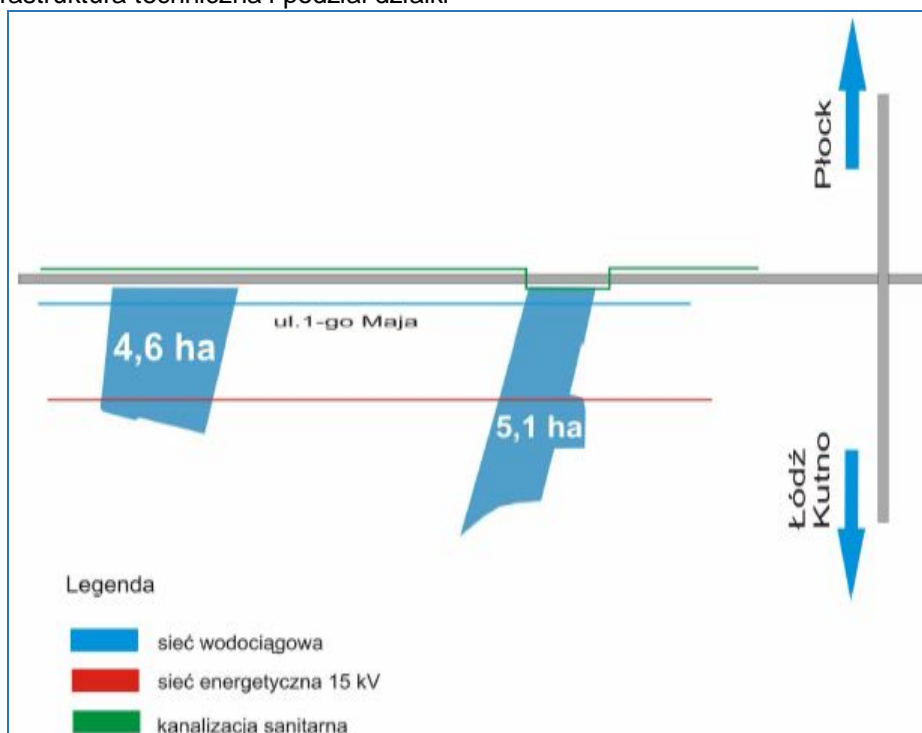 Płock
ul.1-go Maja
4,6 ha
5,1 ha
Łódź
Kutno
Legenda
sieć wodociągowa
sieć energetyczna 15 kV
kanalizacja sanitarna